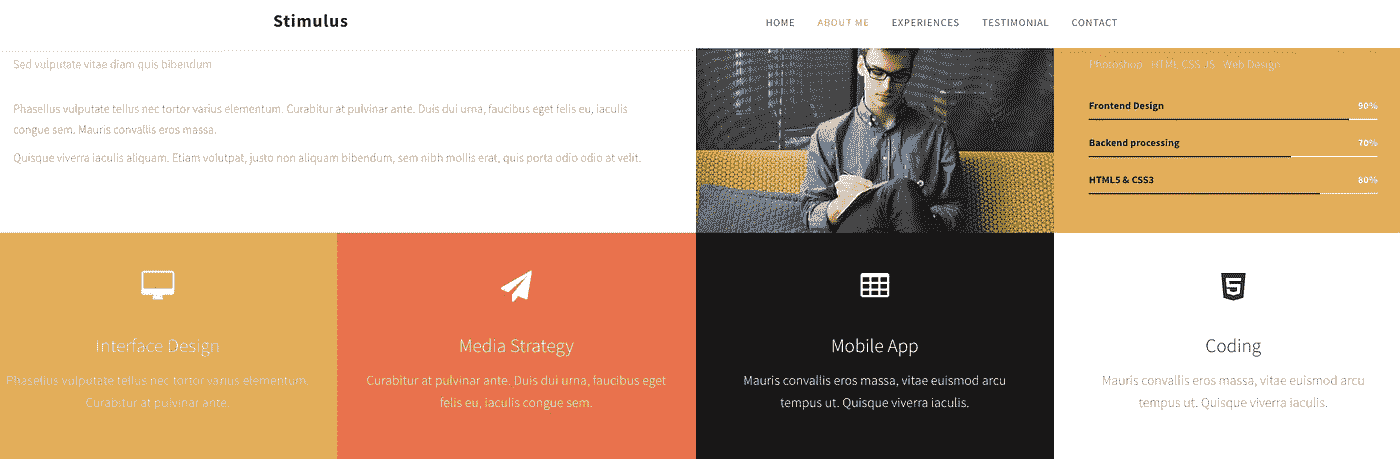 Stimulus
HOME ABOUT ME EXPERIENCES TESTIMONIAL CONTACT
Sed vulputate vitae diam quis bibendum
Phasellus vulputate tellus nec tortor varius elementum. Curabitur at pulvinar ante. Duis dui urna, faucibus eget felis eu, iaculis
congue sem. Mauris convallis eros massa.
Quisque viverra iaculis aliquam. Etiam volutpat, justo non aliquam bibendum, sem nibh mollis erat, quis porta odio odio at velit.
Photoshop . HTML CSS JS . Web Design
Frontend Design 90%
Backend processing 70%
HTML5 & CSS3 80%
Interface Design
Phasellus vulputate tellus nec tortor varius elementum.
Curabitur at pulvinar ante.
Media Strategy
Curabitur at pulvinar ante. Duis dui urna, faucibus eget
felis eu, iaculis congue sem.
Mobile App
Mauris convallis eros massa, vitae euismod arcu
tempus ut. Quisque viverra iaculis.
Coding
Mauris convallis eros massa, vitae euismod arcu
tempus ut. Quisque viverra iaculis.